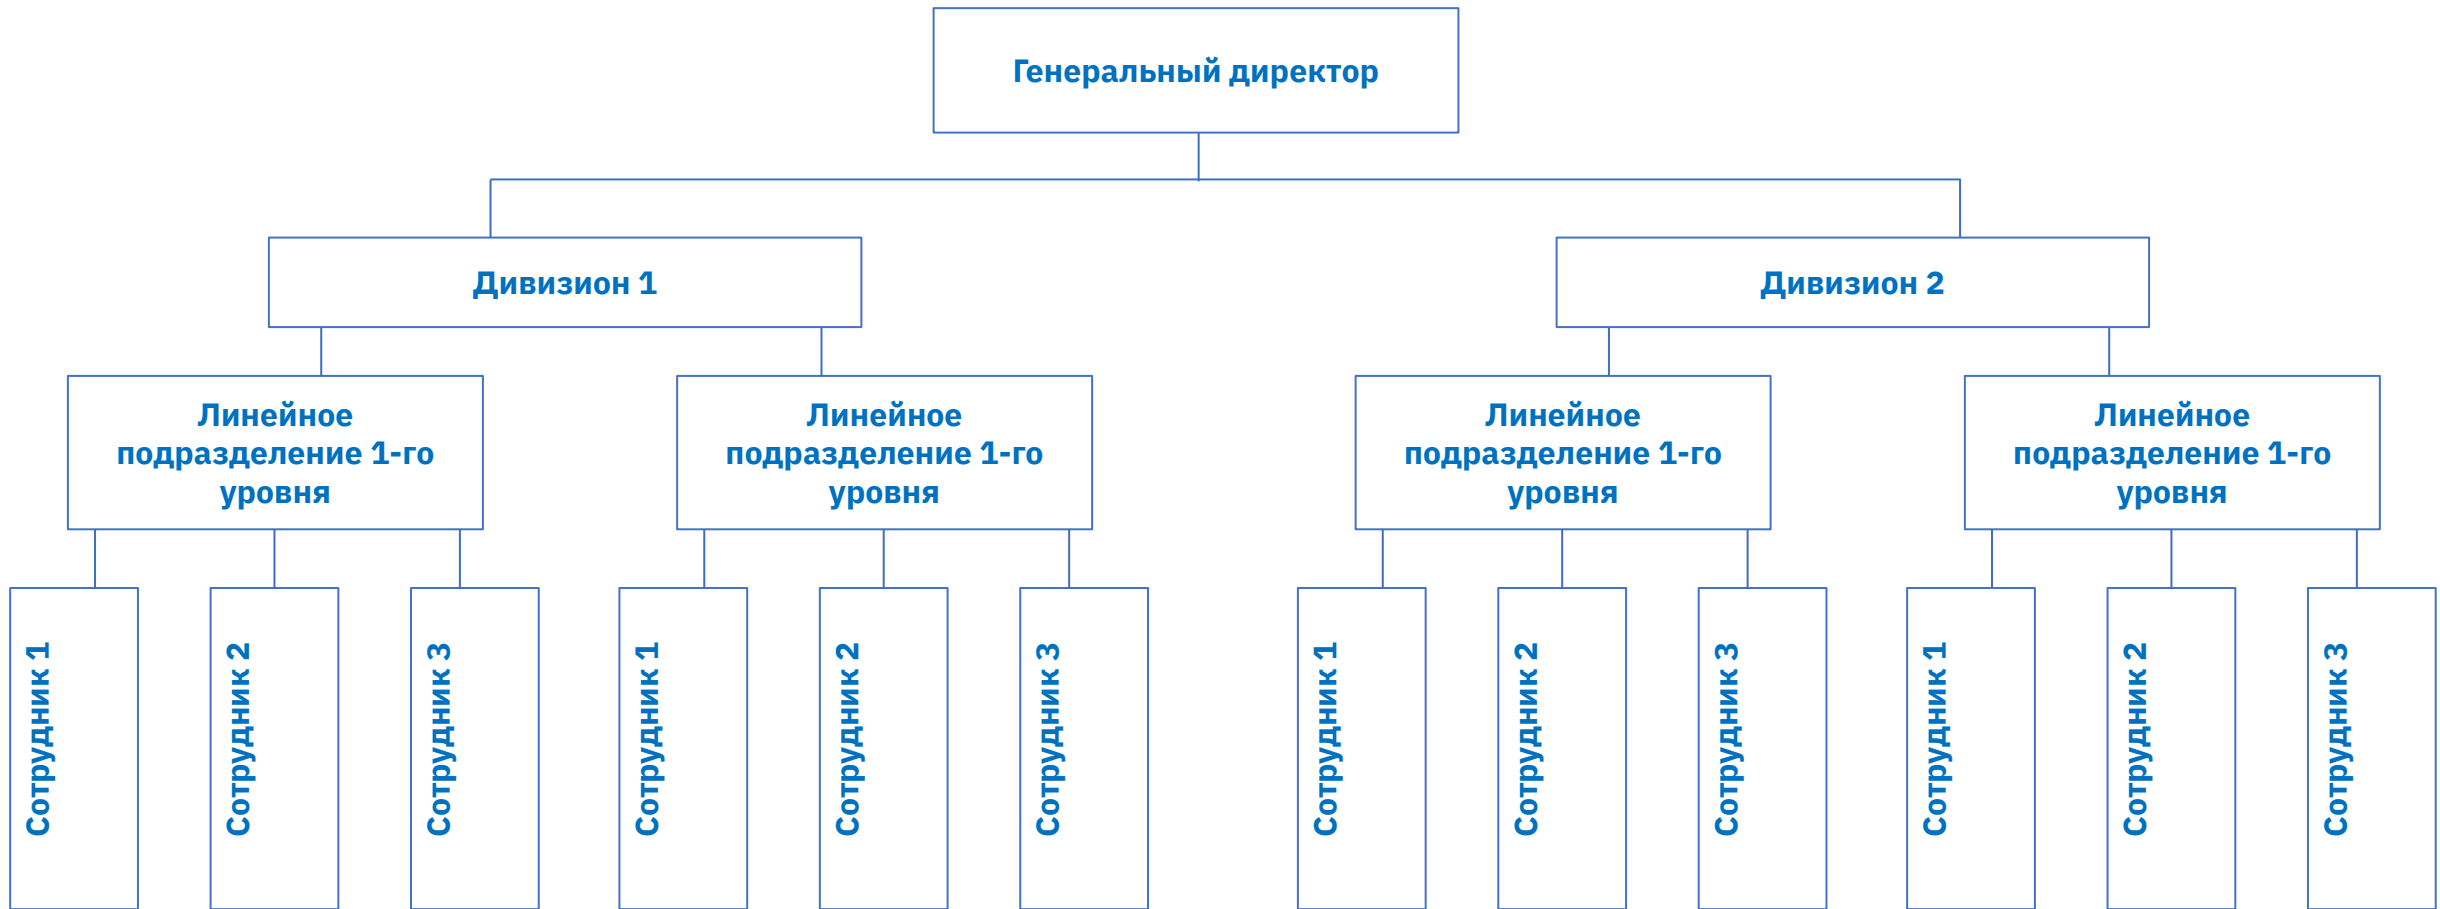 Генеральный директор
Дивизион 1
Дивизион 2
Линейное
подразделение 1-го
уровня
Линейное
подразделение 1-го
уровня
Линейное
подразделение 1-го
уровня
Линейное
подразделение 1-го
уровня
Сотрудник 1
Сотрудник 2
Сотрудник 3
Сотрудник 1
Сотрудник 2
Сотрудник 3
Сотрудник 1
Сотрудник 2
Сотрудник 3
Сотрудник 1
Сотрудник 2
Сотрудник 3